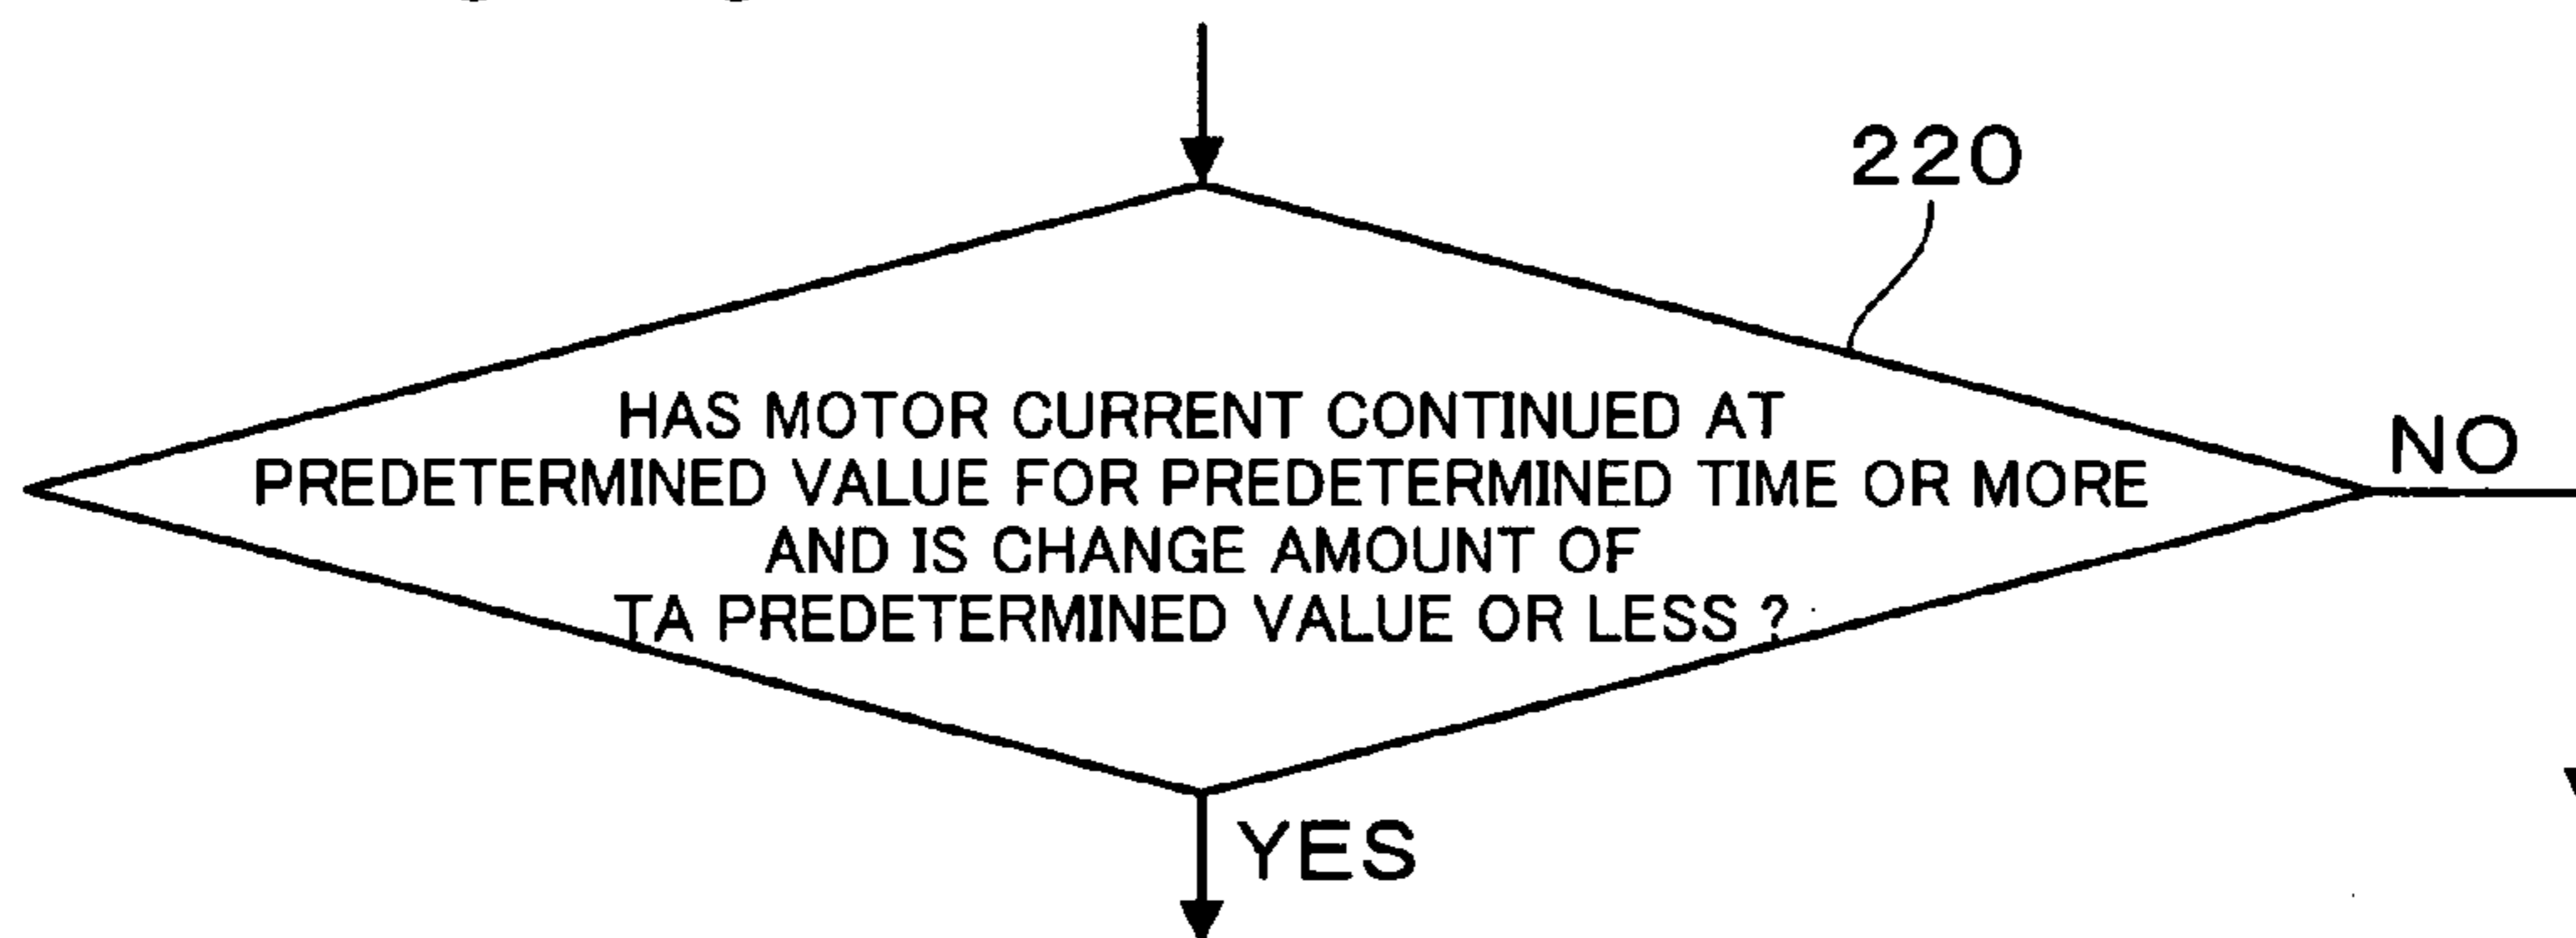 220
HAS MOTOR CURRENT CONTINUED AT
PREDETERMINED VALUE FOR PREDETERMINED TIME OR MORE
AND IS CHANGE AMOUNT OF
TA PREDETERMINED VALUE OR LESS ?
NO
YES